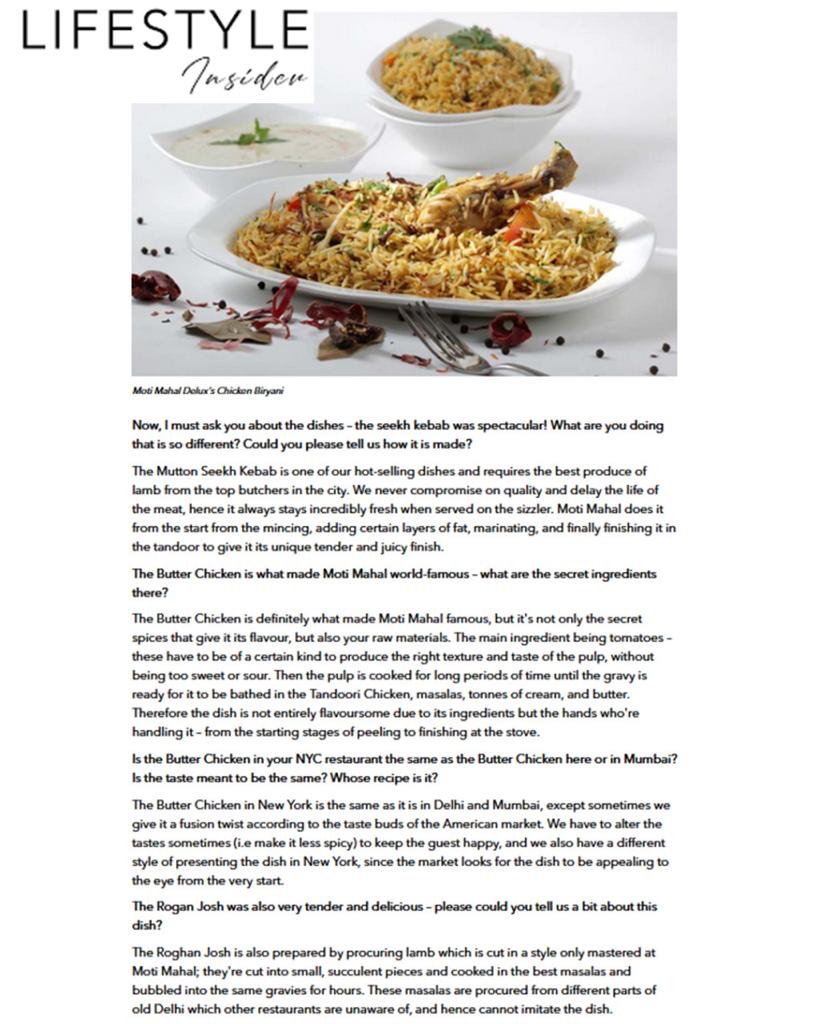 LIFESTYLE
Insider
Moti Mahal Delux's Chicken Biryani
Now, I must ask you about the dishes – the seekh kebab was spectacular! What are you doing
that is so different? Could you please tell us how it is made?
The Mutton Seekh Kebab is one of our hot-selling dishes and requires the best produce of
lamb from the top butchers in the city. We never compromise on quality and delay the life of
the meat, hence it always stays incredibly fresh when served on the sizzler. Moti Mahal does it
from the start from the mincing, adding certain layers of fat, marinating, and finally finishing it in
the tandoor to give it its unique tender and juicy finish.
The Butter Chicken is what made Moti Mahal world-famous – what are the secret ingredients
there?
The Butter Chicken is definitely what made Moti Mahal famous, but it's not only the secret
spices that give it its flavour, but also your raw materials. The main ingredient being tomatoes –
these have to be of a certain kind to produce the right texture and taste of the pulp, without
being too sweet or sour. Then the pulp is cooked for long periods of time until the gravy is
ready for it to be bathed in the Tandoori Chicken, masalas, tonnes of cream, and butter.
Therefore the dish is not entirely flavoursome due to its ingredients but the hands who're
handling it – from the starting stages of peeling to finishing at the stove.
Is the Butter Chicken in your NYC restaurant the same as the Butter Chicken here or in Mumbai?
Is the taste meant to be the same? Whose recipe is it?
The Butter Chicken in New York is the same as it is in Delhi and Mumbai, except sometimes we
give it a fusion twist according to the taste buds of the American market. We have to alter the
tastes sometimes (i.e make it less spicy) to keep the guest happy, and we also have a different
style of presenting the dish in New York, since the market looks for the dish to be appealing to
the eye from the very start.
The Rogan Josh was also very tender and delicious – please could you tell us a bit about this
dish?
The Roghan Josh is also prepared by procuring lamb which is cut in a style only mastered at
Moti Mahal; they're cut into small, succulent pieces and cooked in the best masalas and
bubbled into the same gravies for hours. These masalas are procured from different parts of
old Delhi which other restaurants are unaware of, and hence cannot imitate the dish.